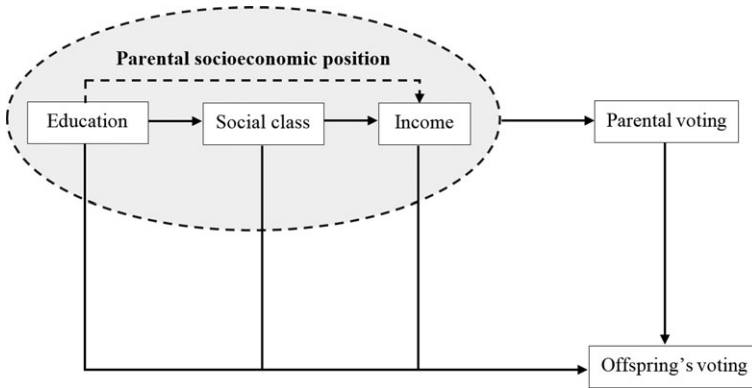 Parental socioeconomic position
Education
Social class
Income
Parental voting
Offspring's voting